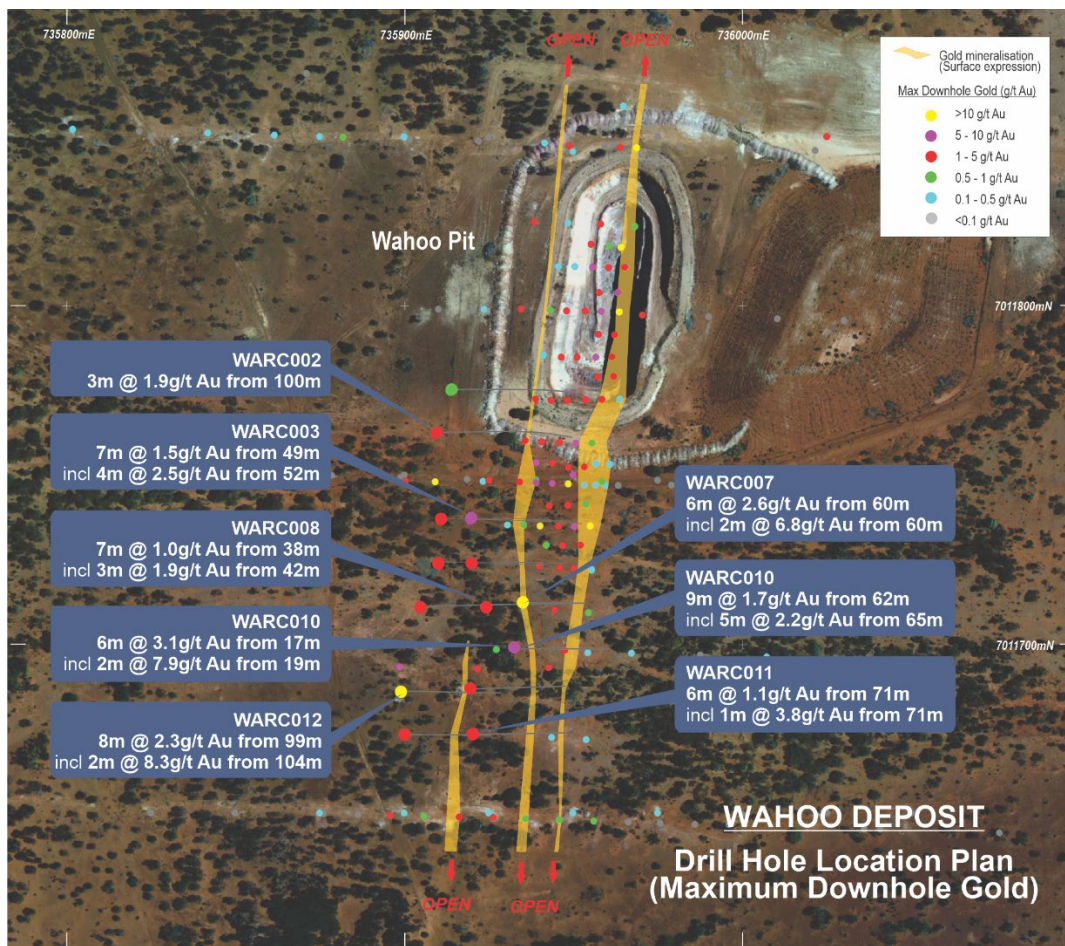 735800mE
735900mE
736000mE
OPEN
OPEN
Gold mineralisation
(Surface expression)
Max Downhole Gold (g/t Au)
>10 g/t Au
5 - 10 g/t Au
1 - 5 g/t Au
0.5 - 1 g/t Au
0.1 - 0.5 g/t Au
<0.1 g/t Au
Wahoo Pit
7011800mN
WARC002
3m @ 1.9g/t Au from 100m
WARC003
7m @ 1.5g/t Au from 49m
incl 4m @ 2.5g/t Au from 52m
WARC007
6m @ 2.6g/t Au from 60m
incl 2m @ 6.8g/t Au from 60m
WARC008
7m @ 1.0g/t Au from 38m
incl 3m @ 1.9g/t Au from 42m
WARC010
9m @ 1.7g/t Au from 62m
incl 5m @ 2.2g/t Au from 65m
WARC010
6m @ 3.1g/t Au from 17m
incl 2m @ 7.9g/t Au from 19m
7011700mN
WARC011
6m @ 1.1g/t Au from 71m
incl 1m @ 3.8g/t Au from 71m
WARC012
8m @ 2.3g/t Au from 99m
incl 2m @ 8.3g/t Au from 104m
WAHOO DEPOSIT
Drill Hole Location Plan
(Maximum Downhole Gold)
OPEN
OPEN